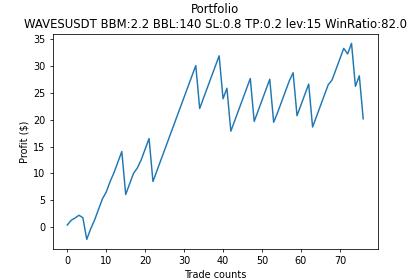 Portfolio
WAVESUSDT BBM:2.2 BBL:140 SL:0.8 TP:0.2 lev:15 WinRatio:82.0
35
30
25
20
15
10
5
0
Profit ($)
0 10 20 30 40 50 60 70
Trade counts